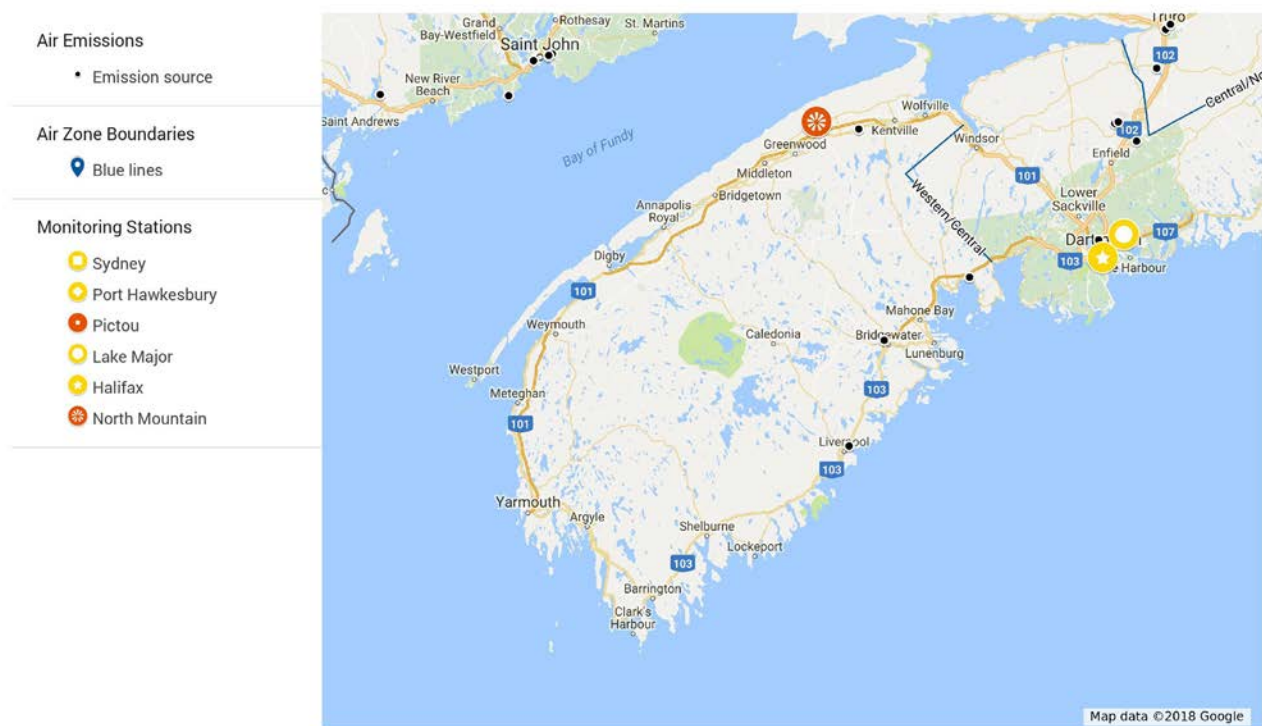 Air Emissions
Emission source
Air Zone Boundaries
Blue lines
Monitoring Stations
Sydney
Port Hawkesbury
Pictou
Lake Major
Halifax
North Mountain
Grand
Bay-Westfield
Rothesay
St. Martins
Saint John
New River
Beach
Saint Andrews
Truro
102
Central/No
102
Wolfville
Kentville
Greenwood
Windsor
Enfield
Bay of Fundy
Middleton
Bridgetown
101
Lower
Sackville
Western/Central
Annapolis
Royal
107
103
Harbour
Digby
101
Mahone Bay
Weymouth
Caledonia
Bridgewater
Lunenburg
Westport
Meteghan
103
101
Liverpool
103
Yarmouth
Argyle
Shelburne
Lockeport
103
Barrington
Clark's
Harbour
Map data ©2018 Google